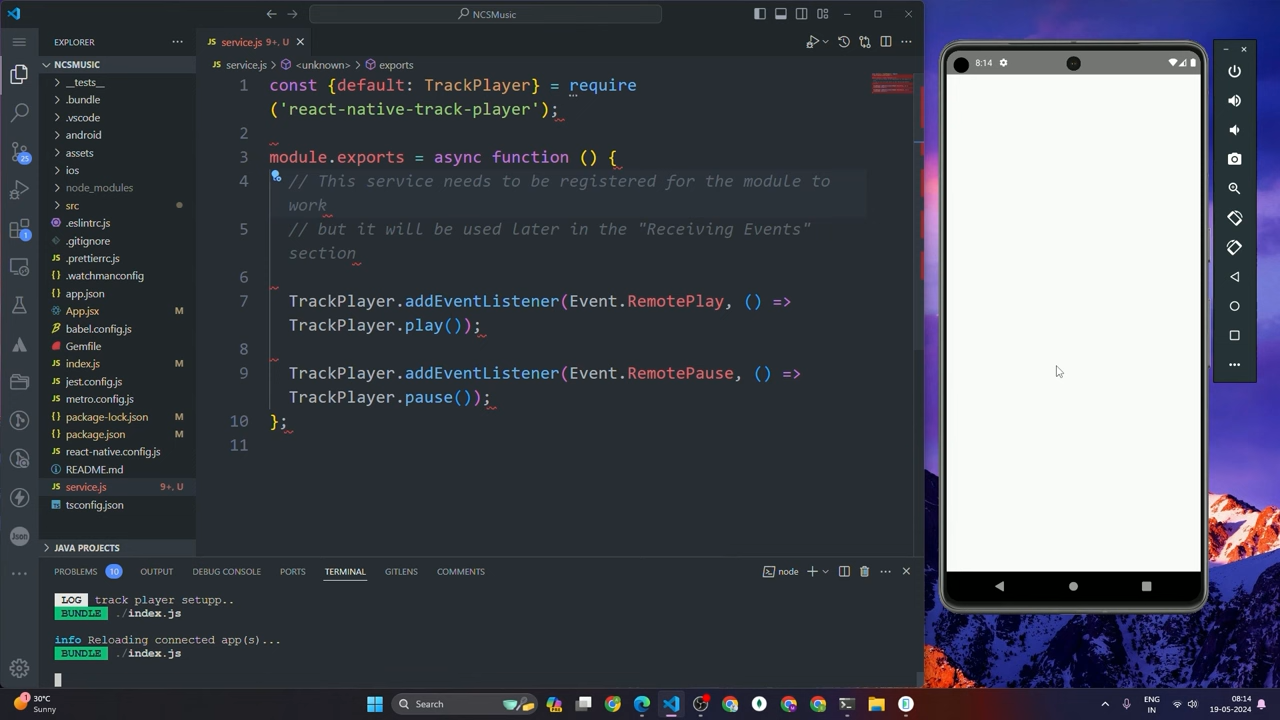 NCSMusic
EXPLORER
service.js 9+, U
NCSMUSIC
service.js > <unknown> > exports
__tests__
.bundle
.vscode
android
assets
ios
node_modules
src
.eslintrc.js
.gitignore
.prettierrc.js
.watchmanconfig
app.json
App.jsx M
babel.config.js
Gemfile
index.js M
jest.config.js
metro.config.js
package-lock.json M
package.json M
react-native.config.js
README.md
service.js 9+, U
tsconfig.json
JAVA PROJECTS
25
1
Json
1 const {default: TrackPlayer} = require
('react-native-track-player');
2
3 module.exports = async function () {
4 // This service needs to be registered for the module to
work
5 // but it will be used later in the "Receiving Events"
section
6
7 TrackPlayer.addEventListener(Event.RemotePlay, () =>
TrackPlayer.play());
8
9 TrackPlayer.addEventListener(Event.RemotePause, () =>
TrackPlayer.pause());
10 };
11
PROBLEMS 10 OUTPUT DEBUG CONSOLE PORTS TERMINAL GITLENS COMMENTS
node
LOG track player setupp..
BUNDLE ./index.js
info Reloading connected app(s)...
BUNDLE ./index.js
8:14
1
30°C
Sunny
Search
ENG
IN
08:14
19-05-2024